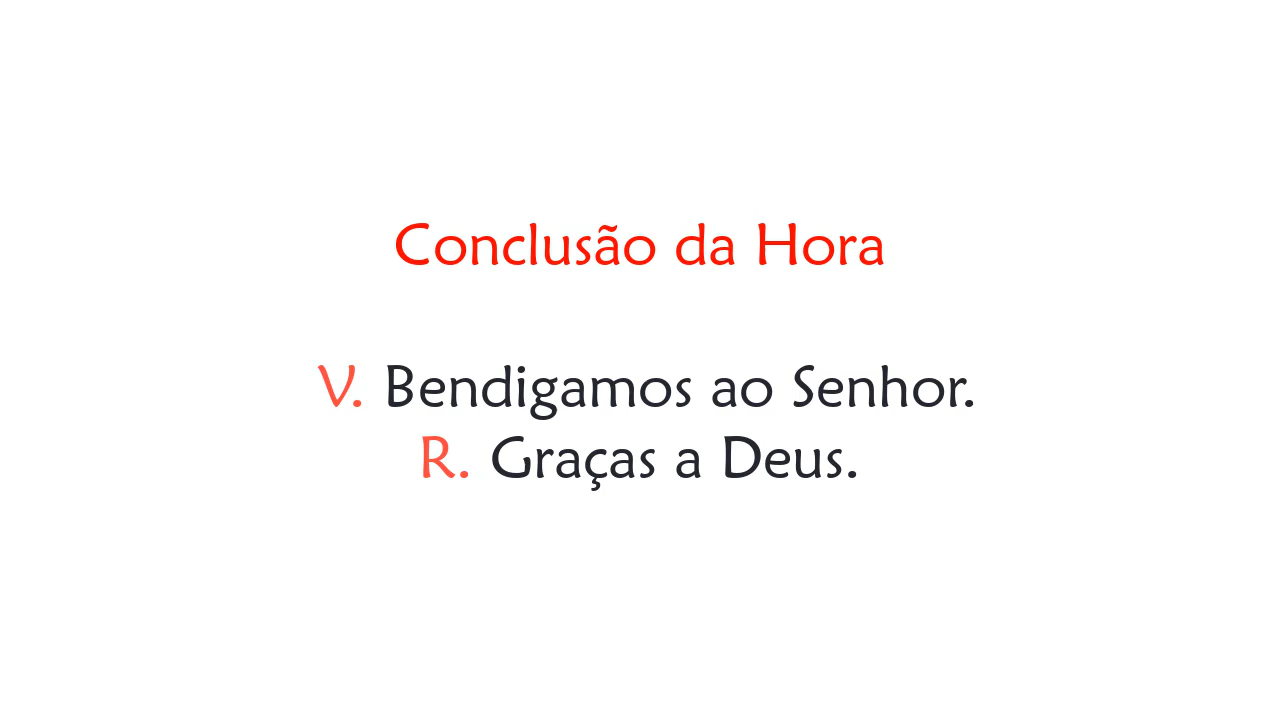 Conclusão da Hora
V. Bendigamos ao Senhor.
R. Graças a Deus.